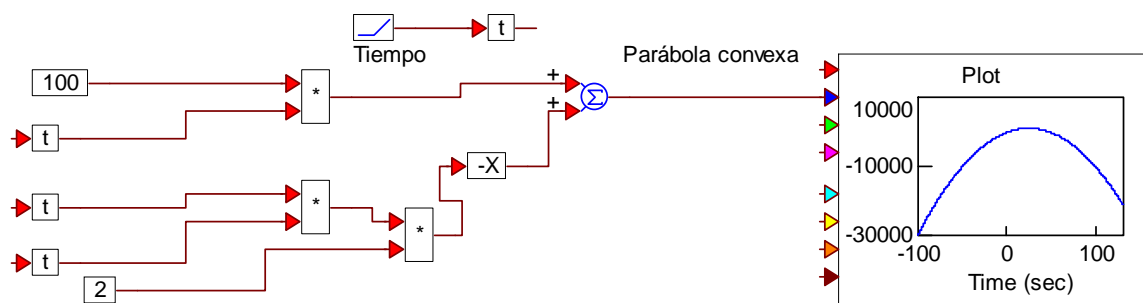 t
Tiempo
Parábola convexa
100
*
+
+
Σ
t
-X
t
*
*
t
2
Plot
10000
-10000
-30000
-100
0
100
Time (sec)